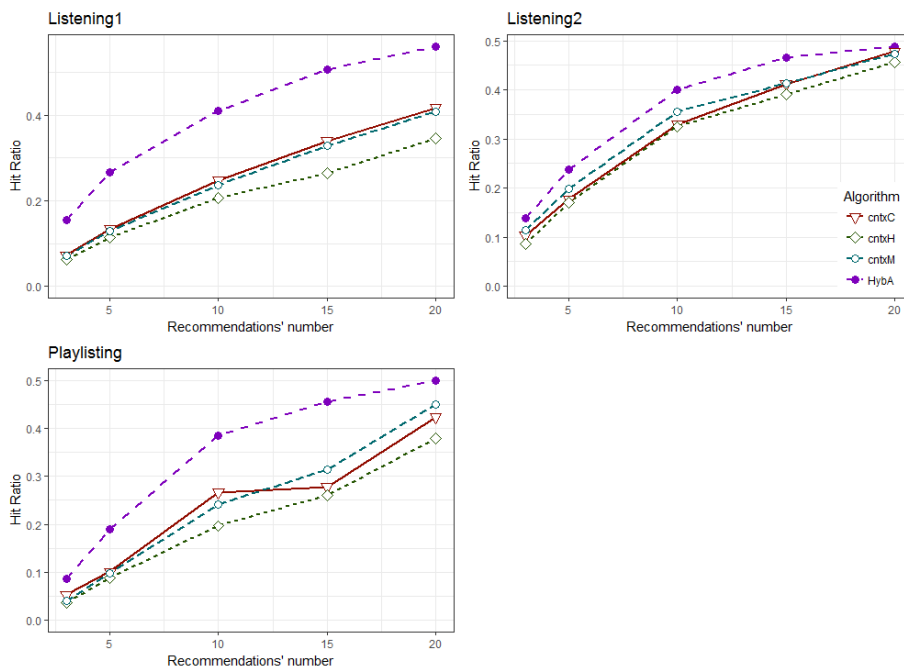 Listening1
Hit Ratio
0.4
0.2
0.0
5
10
15
20
Recommendations' number
Listening2
Hit Ratio
0.5
0.4
0.3
0.2
0.1
0.0
5
10
15
20
Recommendations' number
Algorithm
cntxC
cntxH
cntxM
HybA
Playlisting
Hit Ratio
0.5
0.4
0.3
0.2
0.1
0.0
5
10
15
20
Recommendations' number